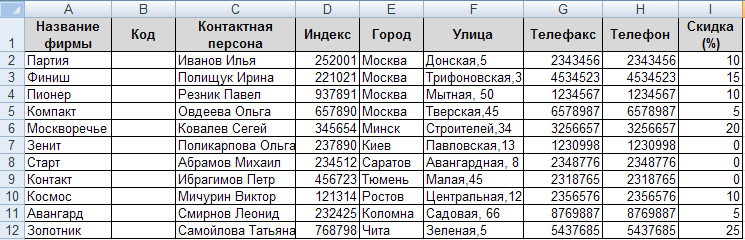 A B C D E F G H I
1 Название фирмы Код Контактная персона Индекс Город Улица Телефакс Телефон Скидка (%)
2 Партия Иванов Илья 252001 Москва Донская,5 2343456 2343456 10
3 Финиш Полищук Ирина 221021 Москва Трифоновская,3 4534523 4534523 15
4 Пионер Резник Павел 937891 Москва Мытная, 50 1234567 1234567 10
5 Компакт Овдеева Ольга 657890 Москва Тверская,45 6578987 6578987 5
6 Москворечье Ковалев Сегей 345654 Минск Строителей,34 3256657 3256657 20
7 Зенит Поликарпова Ольга 237890 Киев Павловская,13 1230998 1230998 0
8 Старт Абрамов Михаил 234512 Саратов Авангардная, 8 2348776 2348776 0
9 Контакт Ибрагимов Петр 456723 Тюмень Малая,45 2318765 2318765 0
10 Космос Мичурин Виктор 121314 Ростов Центральная,12 2356576 2356576 10
11 Авангард Смирнов Леонид 232425 Коломна Садовая, 66 8769887 8769887 5
12 Золотник Самойлова Татьяна 768798 Чита Зеленая,5 5437685 5437685 25